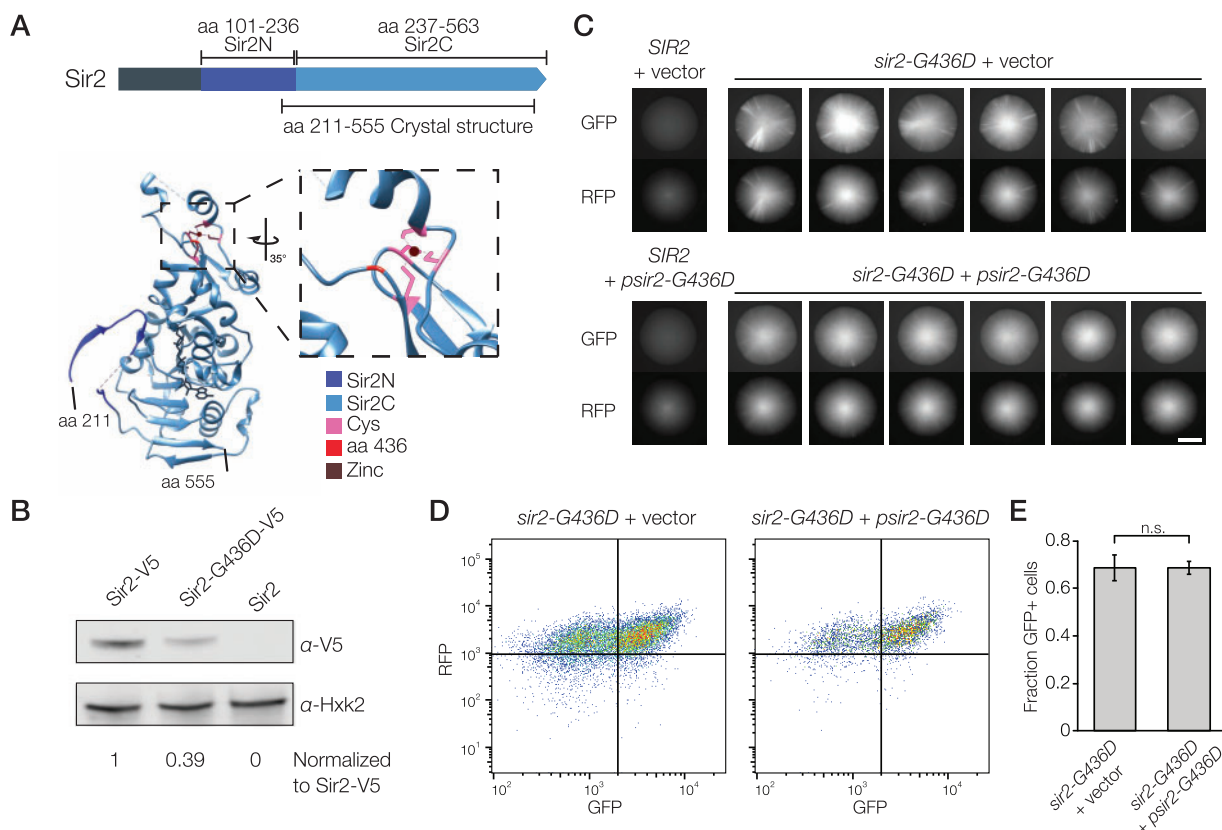 A
aa 101-236
Sir2N
aa 237-563
Sir2C
Sir2
aa 211-555 Crystal structure
35°
aa 211
aa 555
Sir2N
Sir2C
Cys
aa 436
Zinc
B
Sir2-V5
Sir2-G436D-V5
Sir2
α-V5
α-Hxk2
1
0.39
0
Normalized
to Sir2-V5
C
SIR2
+ vector
sir2-G436D + vector
GFP
RFP
SIR2
+ psir2-G436D
sir2-G436D + psir2-G436D
GFP
RFP
D
sir2-G436D + vector
sir2-G436D + psir2-G436D
RFP
10⁵
10⁴
10³
10²
10¹
10²
10³
10⁴
GFP
10⁵
10⁴
10³
10²
10¹
10²
10³
10⁴
GFP
E
n.s.
Fraction GFP+ cells
0.8
0.6
0.4
0.2
0
sir2-G436D
+ vector
sir2-G436D
+ psir2-G436D